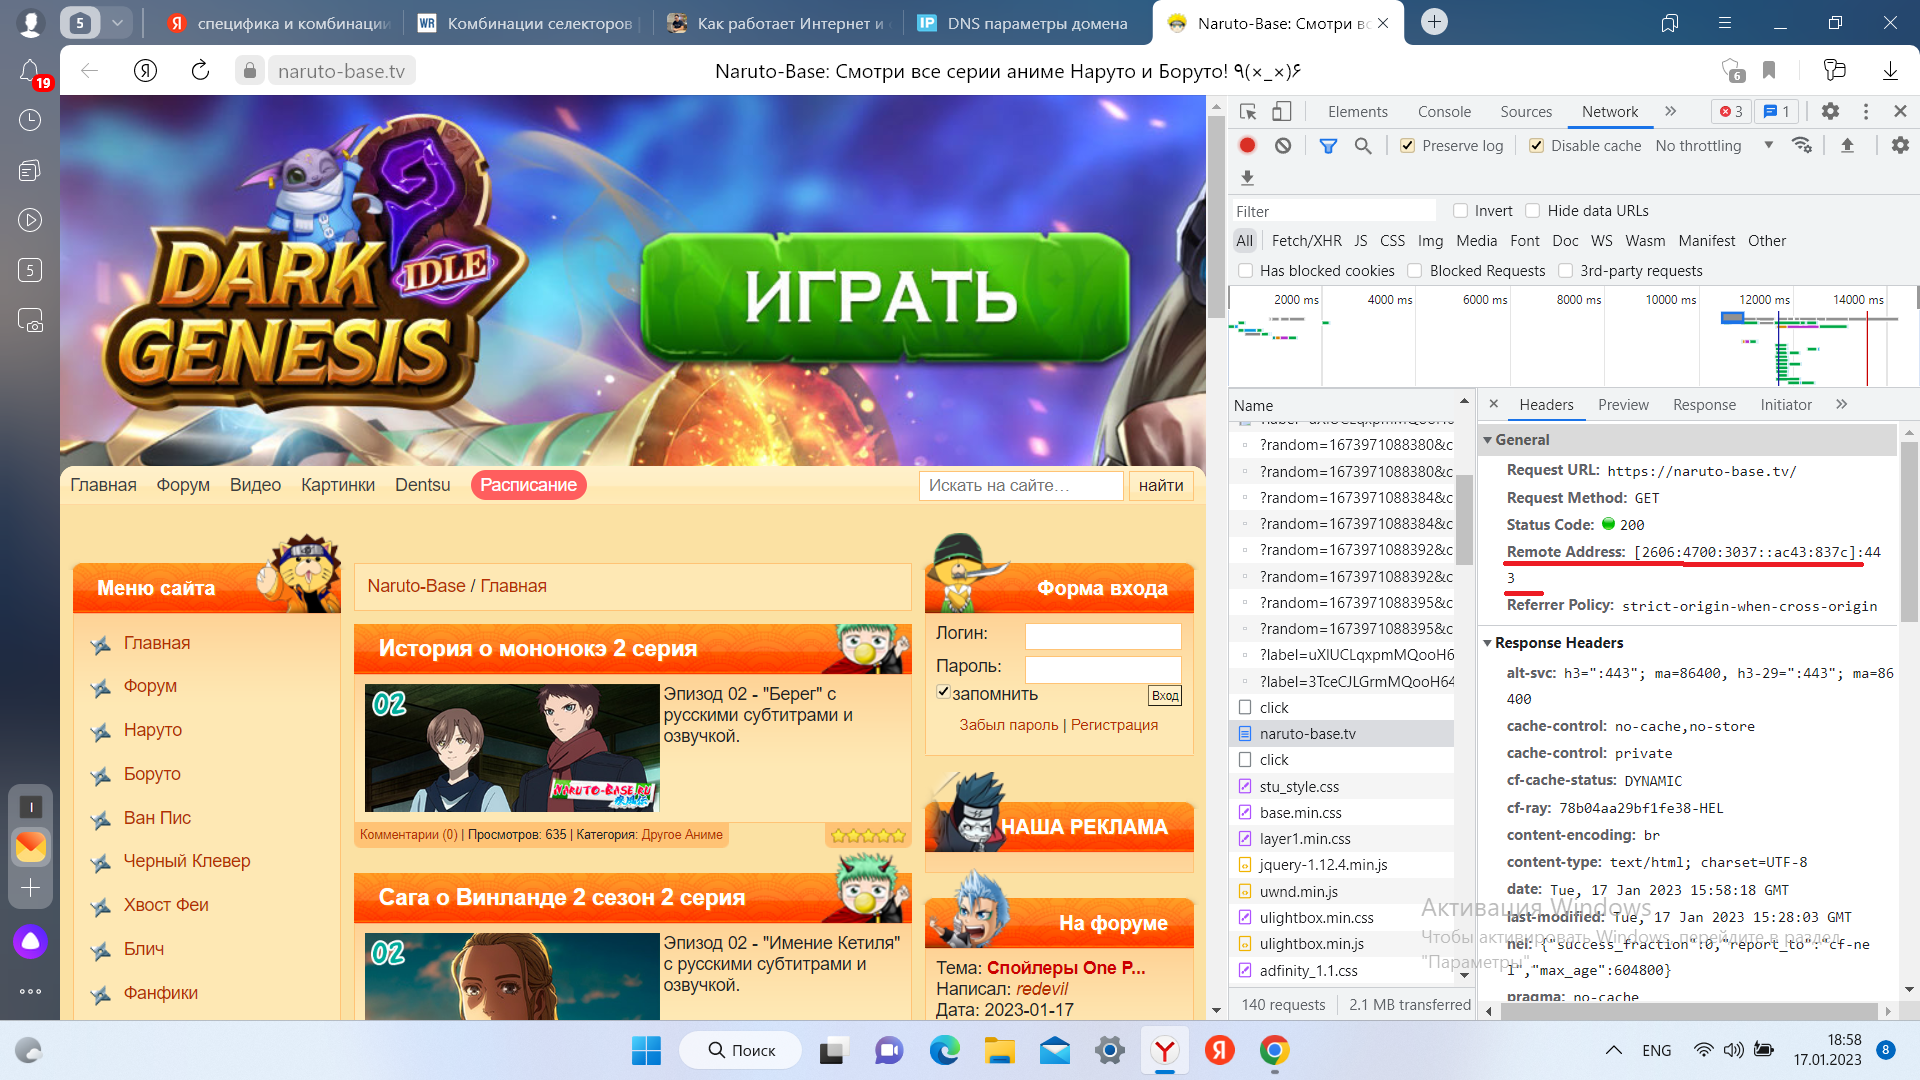 5
специфика и комбинации
Комбинации селекторов
Как работает Интернет и с
DNS параметры домена
Naruto-Base: Смотри вс
19
naruto-base.tv
Naruto-Base: Смотри все серии аниме Наруто и Боруто! ٩(×_×)۶
6
5
DARK
IDLE
GENESIS
ИГРАТЬ
Главная Форум Видео Картинки Dentsu Расписание
Искать на сайте...
найти
Меню сайта
Главная
Форум
Наруто
Боруто
Ван Пис
Черный Клевер
Хвост Феи
Блич
Фанфики
Naruto-Base / Главная
История о мононокэ 2 серия
02
NARUTO-BASE.RU
Эпизод 02 - "Берег" с
русскими субтитрами и
озвучкой.
Комментарии (0) | Просмотров: 635 | Категория: Другое Аниме
Сага о Винланде 2 сезон 2 серия
02
Эпизод 02 - "Имение Кетиля"
с русскими субтитрами и
озвучкой.
Форма входа
Логин:
Пароль:
запомнить
Вход
Забыл пароль | Регистрация
НАША РЕКЛАМА
На форуме
Тема: Спойлеры One P...
Написал: redevil
Дата: 2023-01-17
Elements Console Sources Network
3
1
Preserve log
Disable cache
No throttling
Filter
Invert
Hide data URLs
All Fetch/XHR JS CSS Img Media Font Doc WS Wasm Manifest Other
Has blocked cookies
Blocked Requests
3rd-party requests
2000 ms 4000 ms 6000 ms 8000 ms 10000 ms 12000 ms 14000 ms
Name
?random=1673971088380&c
?random=1673971088380&c
?random=1673971088384&c
?random=1673971088384&c
?random=1673971088392&c
?random=1673971088392&c
?random=1673971088395&c
?random=1673971088395&c
?label=uXlUCLqxpmMQooH6
?label=3TceCJLGrmMQooH64
click
naruto-base.tv
click
stu_style.css
base.min.css
layer1.min.css
jquery-1.12.4.min.js
uwnd.min.js
ulightbox.min.css
ulightbox.min.js
adfinity_1.1.css
140 requests
2.1 MB transferred
Headers Preview Response Initiator
General
Request URL: https://naruto-base.tv/
Request Method: GET
Status Code: 200
Remote Address: [2606:4700:3037::ac43:837c]:44
3
Referrer Policy: strict-origin-when-cross-origin
Response Headers
alt-svc: h3=":443"; ma=86400, h3-29=":443"; ma=86
400
cache-control: no-cache,no-store
cache-control: private
cf-cache-status: DYNAMIC
cf-ray: 78b04aa29bf1fe38-HEL
content-encoding: br
content-type: text/html; charset=UTF-8
date: Tue, 17 Jan 2023 15:58:18 GMT
last-modified: Tue, 17 Jan 2023 15:28:03 GMT
nel: {"success_fraction":0,"report_to":"cf-ne
l","max_age":604800}
pragma: no-cache
Активация Windows
Чтобы активировать Windows, перейдите в раздел
"Параметры".
Поиск
ENG
18:58
17.01.2023
8